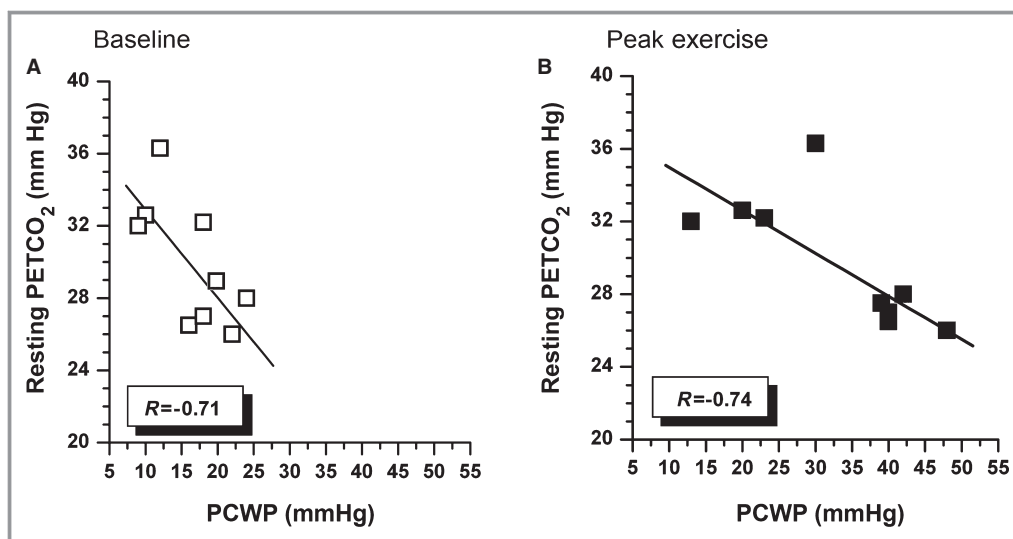 Baseline
A
Resting PETCO2 (mm Hg)
40
36
32
28
24
20
R=-0.71
5 10 15 20 25 30 35 40 45 50 55
PCWP (mmHg)
Peak exercise
B
Resting PETCO2 (mm Hg)
40
36
32
28
24
20
R=-0.74
5 10 15 20 25 30 35 40 45 50 55
PCWP (mmHg)